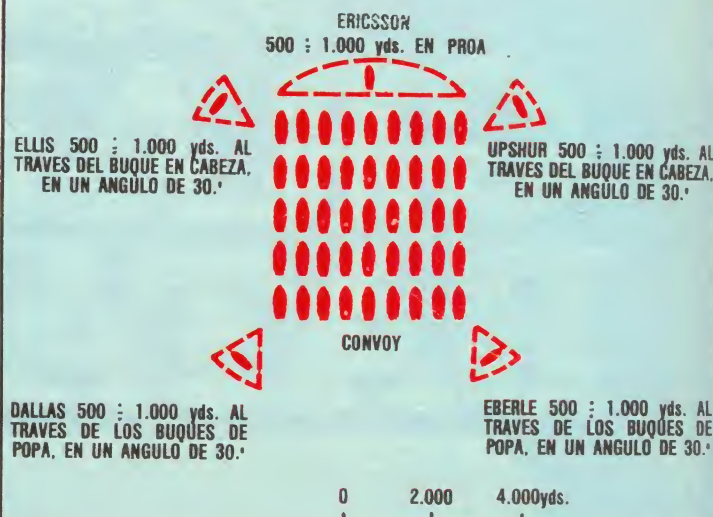 ERICSSON
500 ÷ 1.000 yds. EN PROA
ELLIS 500 ÷ 1.000 yds. AL
TRAVES DEL BUQUE EN CABEZA,
EN UN ANGULO DE 30.º
UPSHUR 500 ÷ 1.000 yds. AL
TRAVES DEL BUQUE EN CABEZA,
EN UN ANGULO DE 30.º
CONVOY
DALLAS 500 ÷ 1.000 yds. AL
TRAVES DE LOS BUQUES DE
POPA, EN UN ANGULO DE 30.º
EBERLE 500 ÷ 1.000 yds. AL
TRAVES DE LOS BUQUES DE
POPA, EN UN ANGULO DE 30.º
0 2.000 4.000yds.